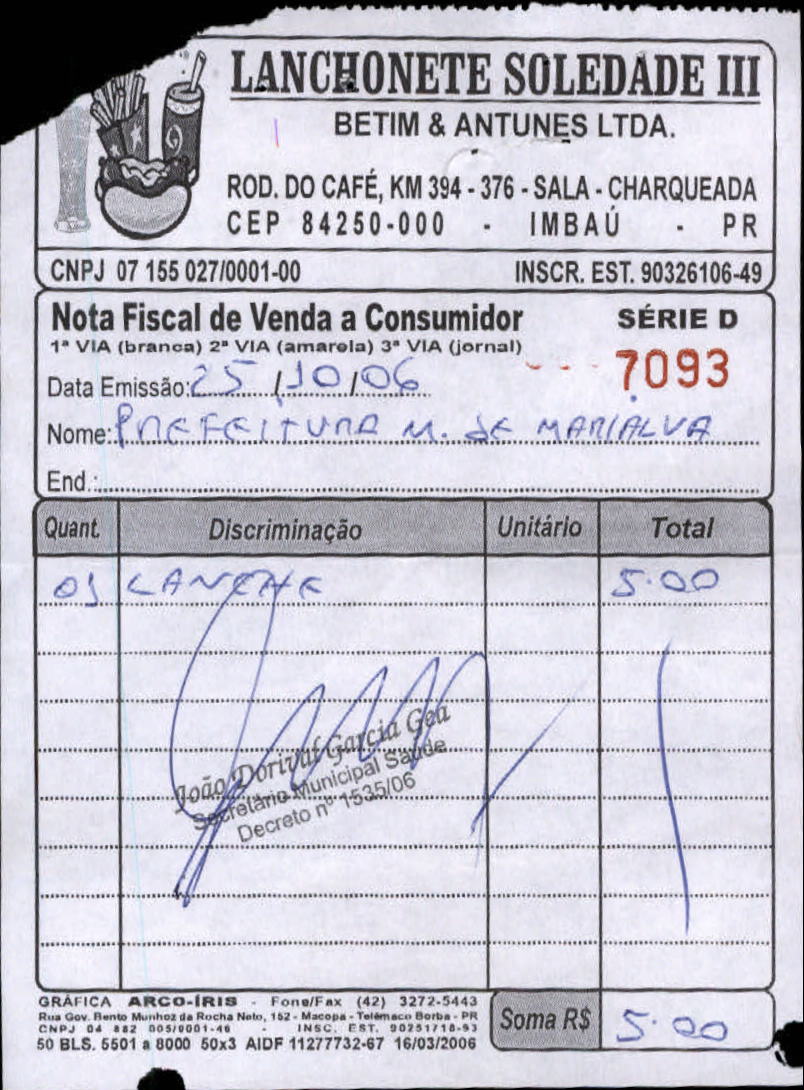 LANCHONETE SOLEDADE III
BETIM & ANTUNES LTDA.
ROD. DO CAFÉ, KM 394 - 376 - SALA - CHARQUEADA
CEP 84250-000 - IMBAÚ - PR
CNPJ 07 155 027/0001-00 INSCR. EST. 90326106-49
Nota Fiscal de Venda a Consumidor SÉRIE D
1ª VIA (branca) 2ª VIA (amarela) 3ª VIA (jornal)
7093
Data Emissão: 25/10/06
Nome: PREFEITURA M. DE MARIALVA
End :
Quant. Discriminação Unitário Total
01 LANCHE 5.00
João Dorival Garcia Gea
Secretário Municipal Saúde
Decreto nº 1535/06
GRÁFICA ARCO-ÍRIS - Fone/Fax (42) 3272-5443
Rua Gov. Bento Munhoz da Rocha Neto, 152 - Macopa - Telêmaco Borba - PR
CNPJ 04 882 005/0001-46 - INSC. EST. 90251718-93
50 BLS. 5501 a 8000 50x3 AIDF 11277732-67 16/03/2006
Soma R$ 5.00